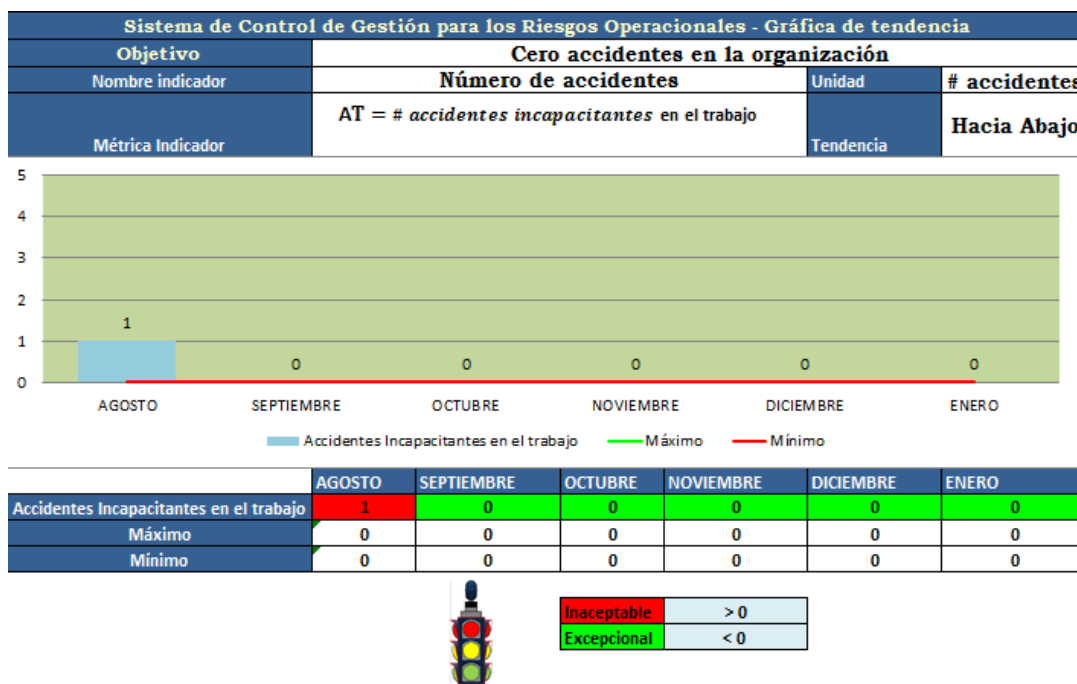 Sistema de Control de Gestión para los Riesgos Operacionales - Gráfica de tendencia
Objetivo Cero accidentes en la organización
Nombre indicador Número de accidentes Unidad # accidentes
Métrica Indicador AT = # accidentes incapacitantes en el trabajo Tendencia Hacia Abajo
5
4
3
2
1
0
1 0 0 0 0 0
AGOSTO SEPTIEMBRE OCTUBRE NOVIEMBRE DICIEMBRE ENERO
Accidentes Incapacitantes en el trabajo Máximo Mínimo
AGOSTO SEPTIEMBRE OCTUBRE NOVIEMBRE DICIEMBRE ENERO
Accidentes Incapacitantes en el trabajo 1 0 0 0 0 0
Máximo 0 0 0 0 0 0
Mínimo 0 0 0 0 0 0
Inaceptable > 0
Excepcional < 0